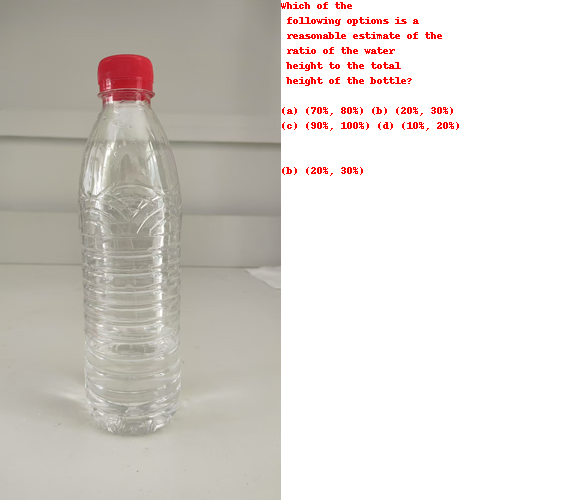 Which of the
following options is a
reasonable estimate of the
ratio of the water
height to the total
height of the bottle?
(a) (70%, 80%) (b) (20%, 30%)
(c) (90%, 100%) (d) (10%, 20%)
(b) (20%, 30%)